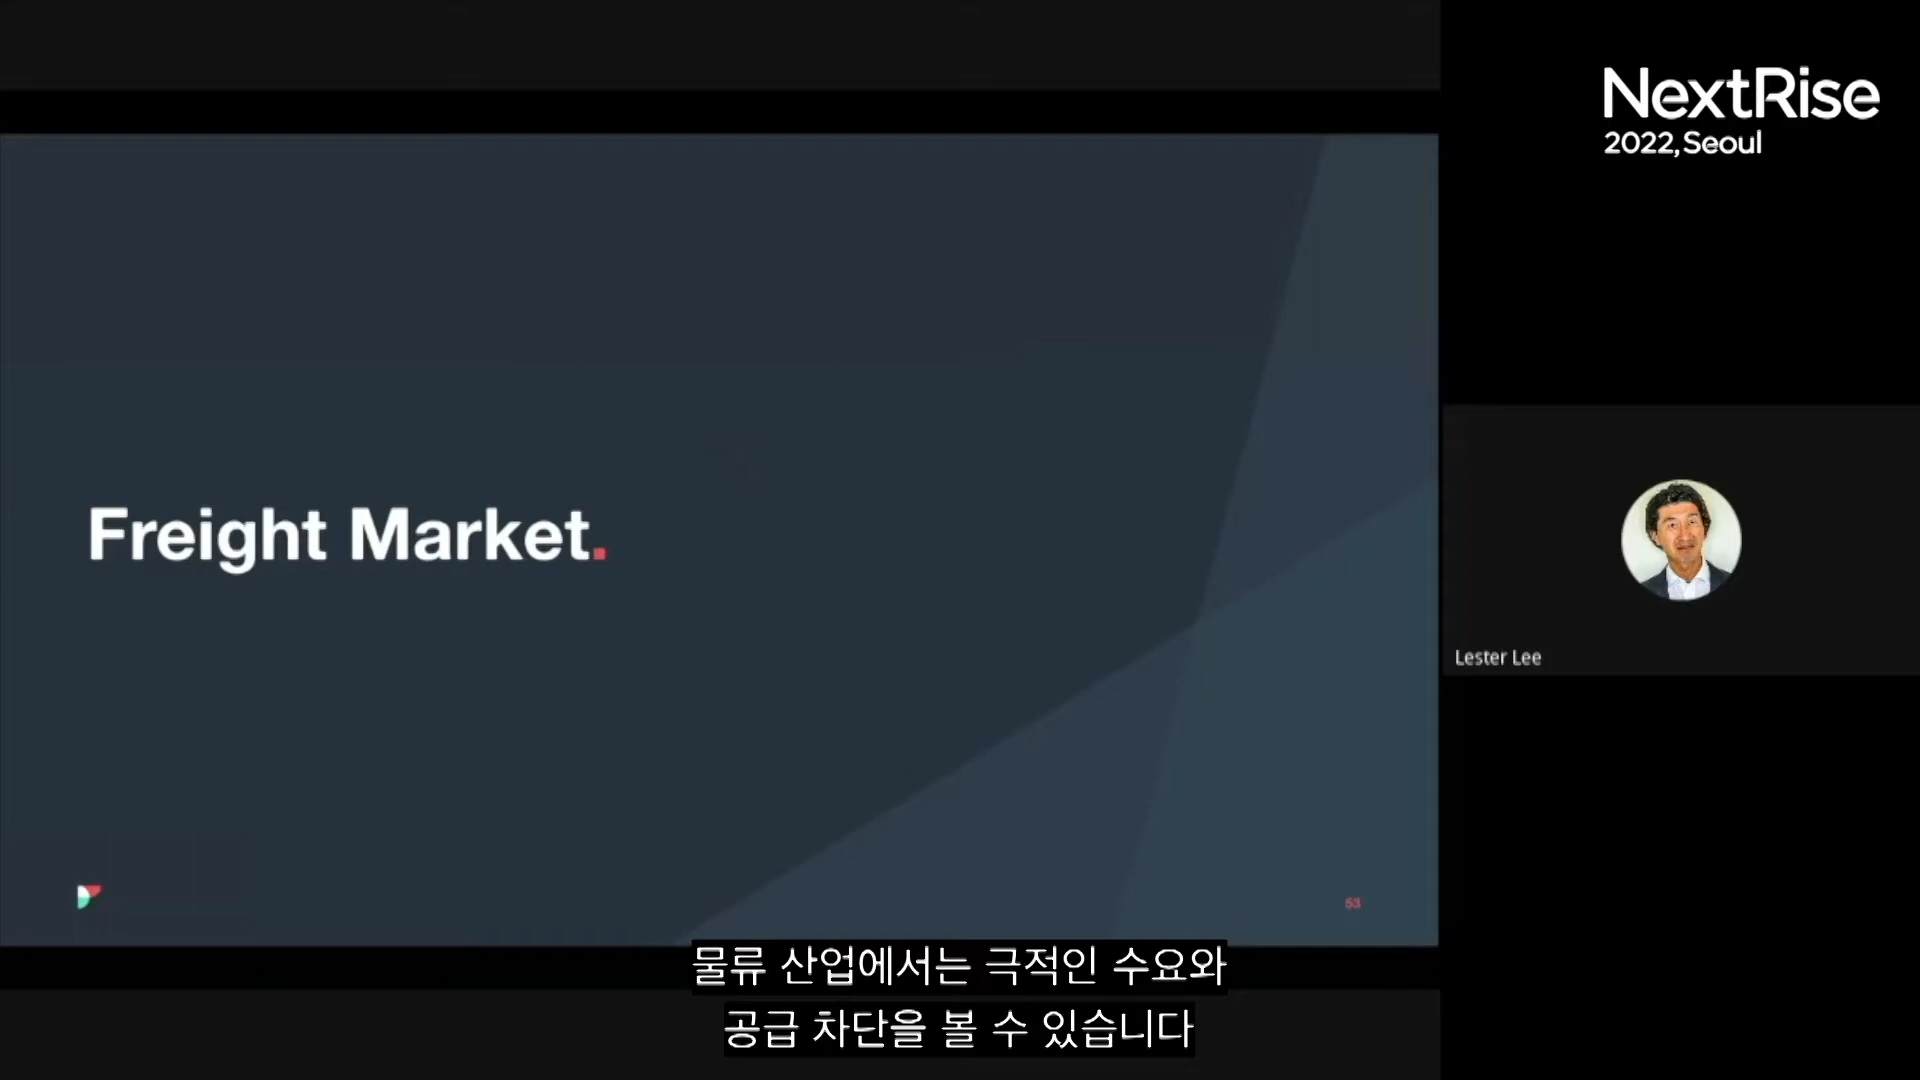 NextRise
2022, Seoul
Freight Market.
Lester Lee
53
물류 산업에서는 극적인 수요와
공급 차단을 볼 수 있습니다